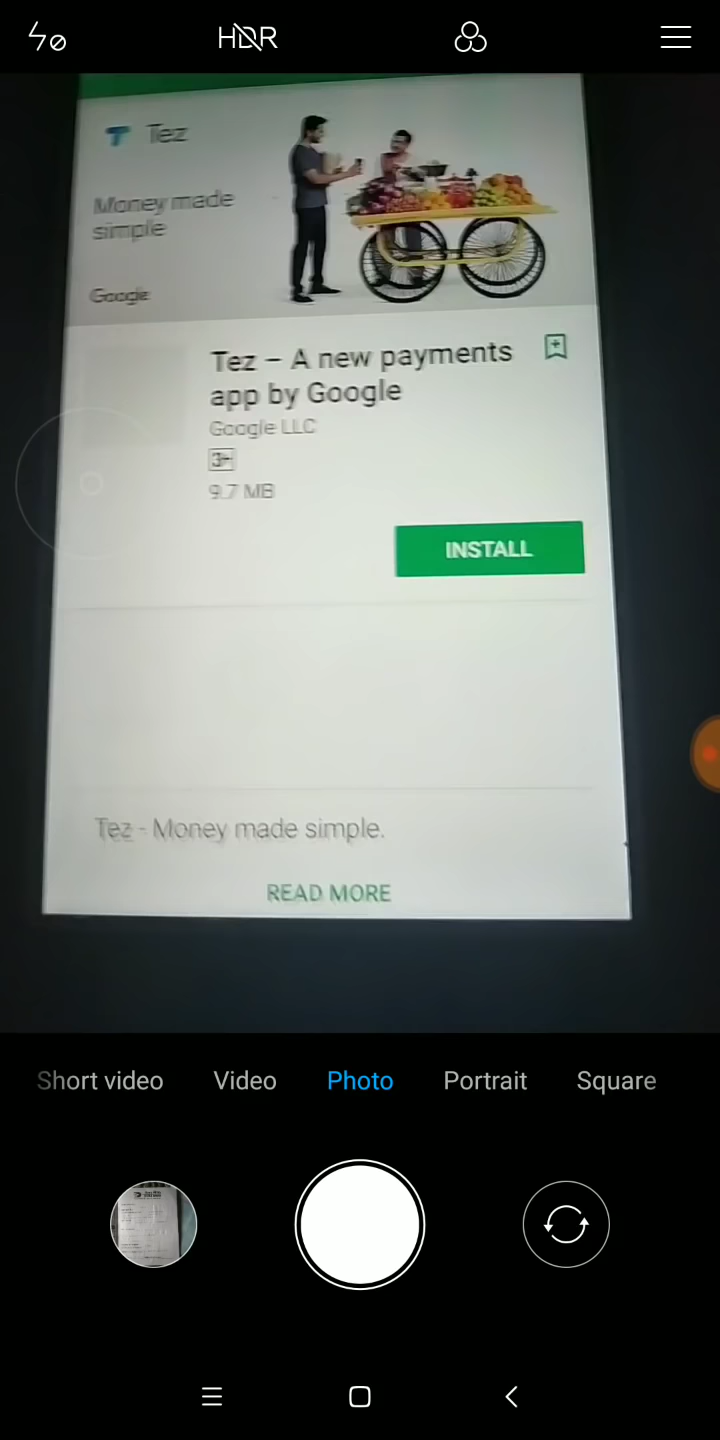 HDR
Tez
Money made
simple
Google
Tez – A new payments
app by Google
Google LLC
3+
9.7 MB
INSTALL
Tez - Money made simple.
READ MORE
Short video Video Photo Portrait Square